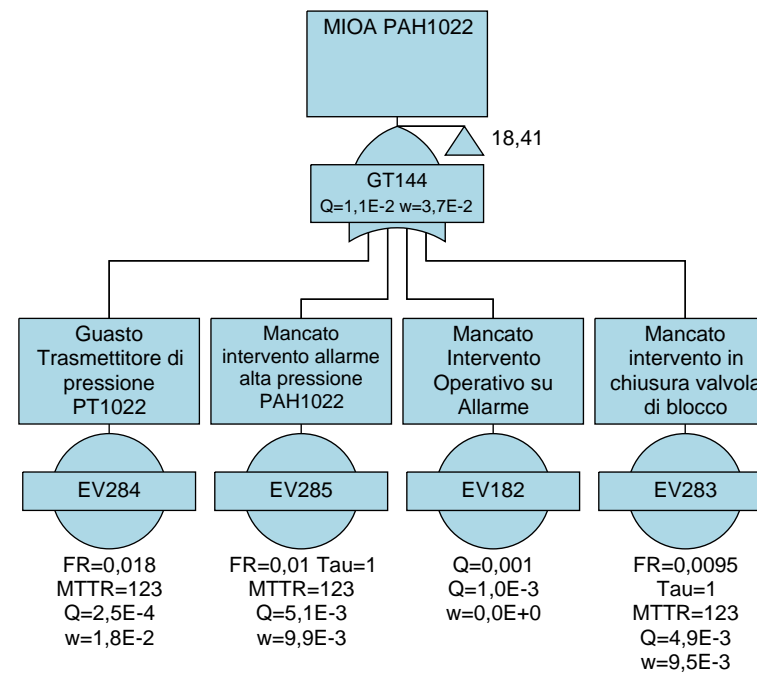 MIOA PAH1022
18,41
GT144
Q=1,1E-2 w=3,7E-2
Guasto
Trasmettitore di
pressione
PT1022
Mancato
intervento allarme
alta pressione
PAH1022
Mancato
Intervento
Operativo su
Allarme
Mancato
intervento in
chiusura valvola
di blocco
EV284
EV285
EV182
EV283
FR=0,018
MTTR=123
Q=2,5E-4
w=1,8E-2
FR=0,01 Tau=1
MTTR=123
Q=5,1E-3
w=9,9E-3
Q=0,001
Q=1,0E-3
w=0,0E+0
FR=0,0095
Tau=1
MTTR=123
Q=4,9E-3
w=9,5E-3